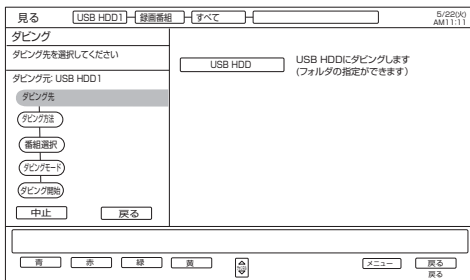 見る USB HDD1 録画番組 すべて 5/22(火)
AM11:11
ダビング
ダビング先を選択してください
ダビング元: USB HDD1
ダビング先
ダビング方法
番組選択
ダビングモード
ダビング開始
中止 戻る
USB HDD USB HDDにダビングします
(フォルダの指定ができます)
青 赤 緑 黄 メニュー 戻る
戻る